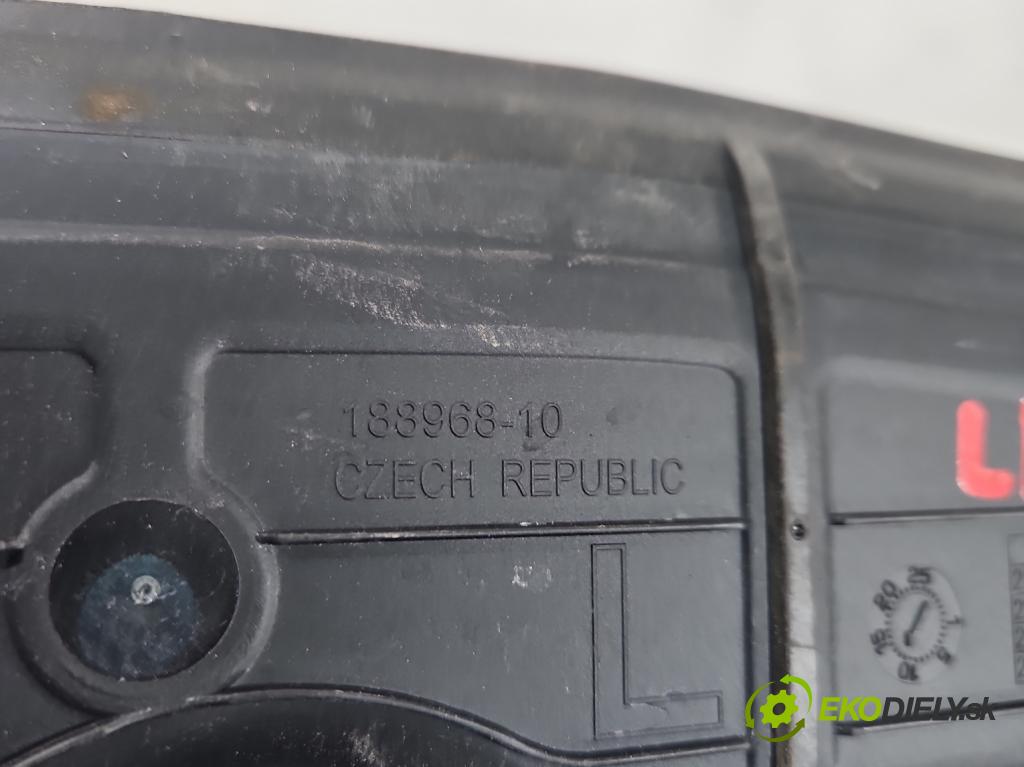 188968-10
CZECH REPUBLIC
L
EKODIELY.sk